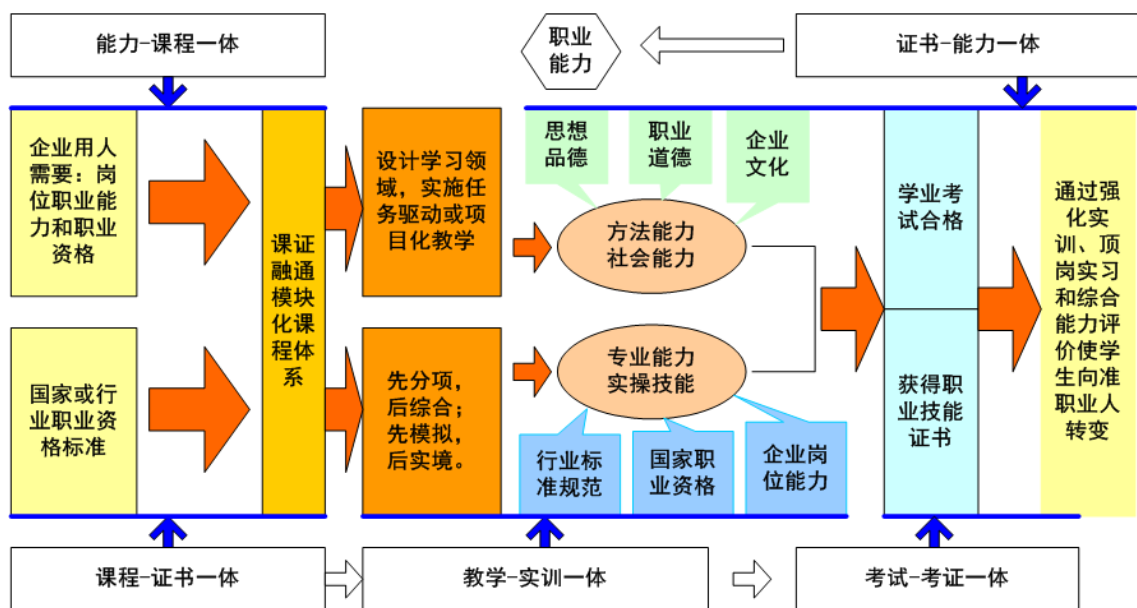 能力-课程一体
职业
能力
证书-能力一体
企业用人
需要：岗
位职业能
力和职业
资格
国家或行
业职业资
格标准
课证
融通
模块
化课
程体
系
设计学习领
域，实施任
务驱动或项
目化教学
先分项，
后综合；
先模拟，
后实境。
思想
品德
职业
道德
企业
文化
方法能力
社会能力
专业能力
实操技能
行业标
准规范
国家职
业资格
企业岗
位能力
学业考
试合格
获得职
业技能
证书
通过强
化实
训、顶
岗实习
和综合
能力评
价使学
生向准
职业人
转变
课程-证书一体
教学-实训一体
考试-考证一体